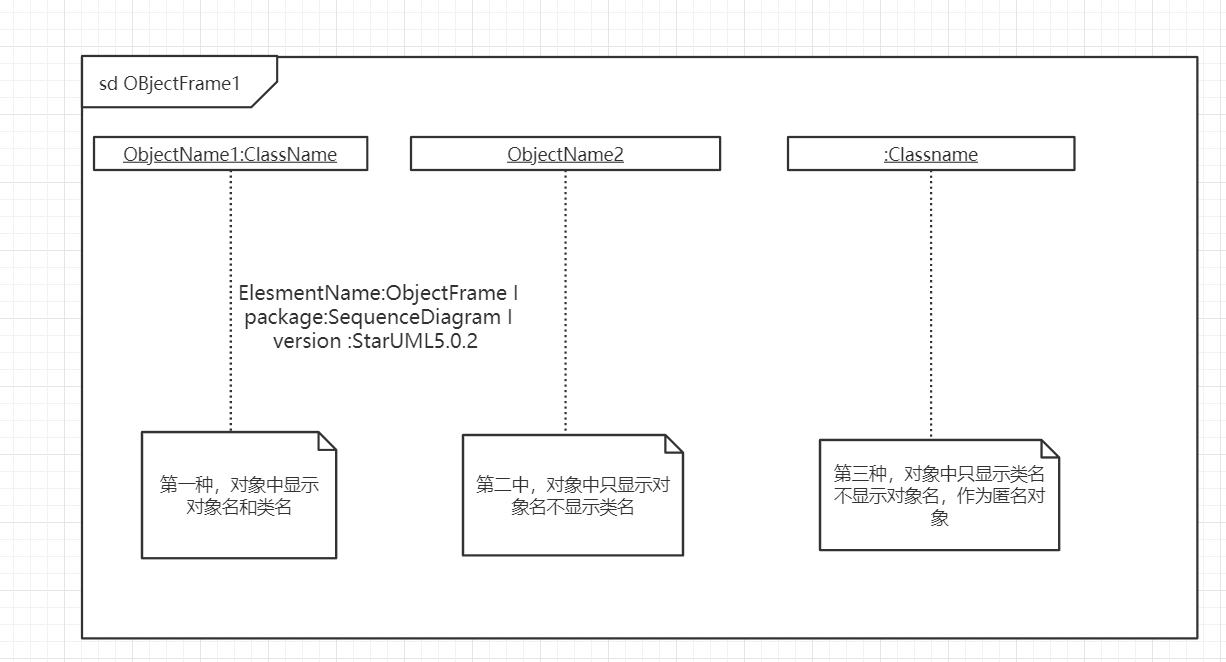 sd OBjectFrame1
ObjectName1:ClassName
ObjectName2
:Classname
ElesmentName:ObjectFrame l
package:SequenceDiagram l
version :StarUML5.0.2
第一种，对象中显示
对象名和类名
第二中，对象中只显示对
象名不显示类名
第三种，对象中只显示类名
不显示对象名，作为匿名对
象